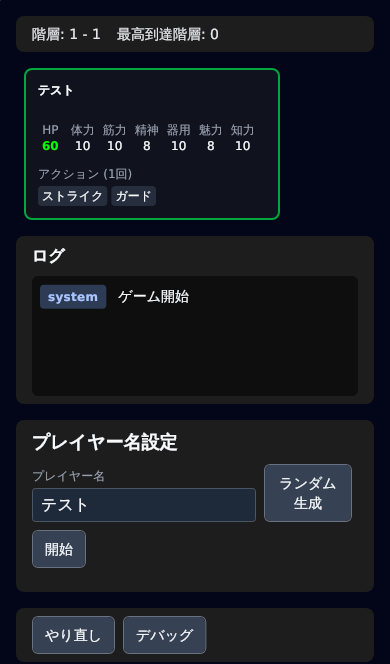 階層: 1 - 1 最高到達階層: 0
テスト
HP 体力 筋力 精神 器用 魅力 知力
60 10 10 8 10 8 10
アクション (1回)
ストライク ガード
ログ
system ゲーム開始
プレイヤー名設定
プレイヤー名
テスト
ランダム
生成
開始
やり直し デバッグ